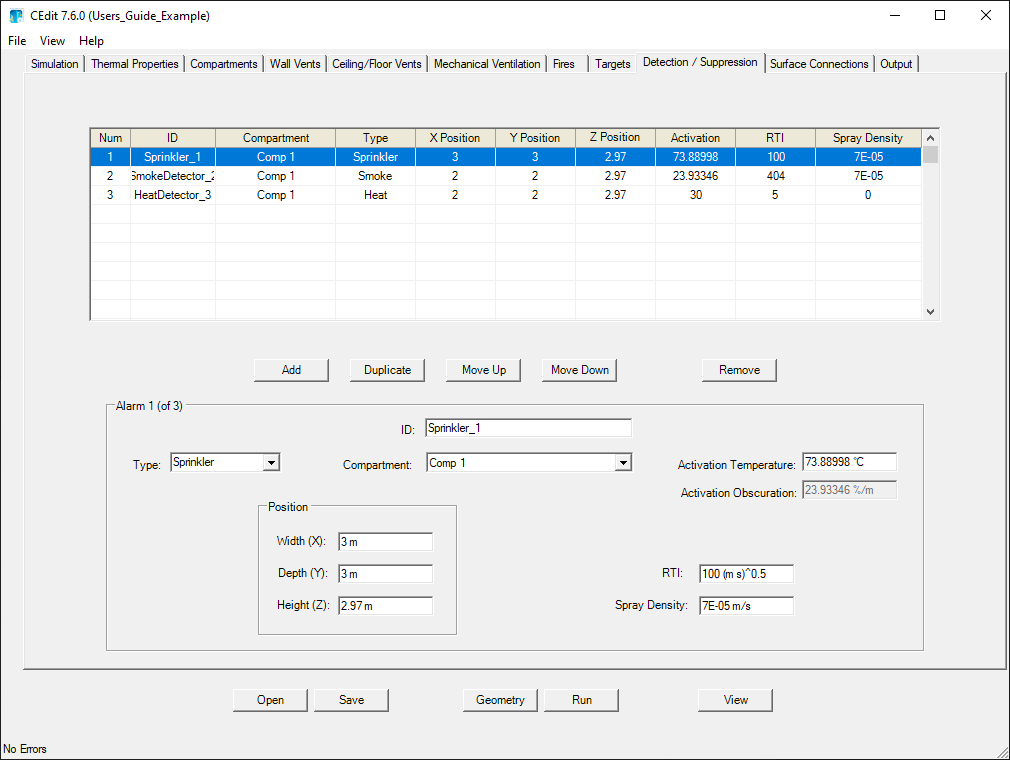 CEdit 7.6.0 (Users_Guide_Example)
File View Help
Simulation Thermal Properties Compartments Wall Vents Ceiling/Floor Vents Mechanical Ventilation Fires Targets Detection / Suppression Surface Connections Output
Num ID Compartment Type X Position Y Position Z Position Activation RTI Spray Density
1 Sprinkler_1 Comp 1 Sprinkler 3 3 2.97 73.88998 100 7E-05
2 SmokeDetector_2 Comp 1 Smoke 2 2 2.97 23.93346 404 7E-05
3 HeatDetector_3 Comp 1 Heat 2 2 2.97 30 5 0
Add Duplicate Move Up Move Down Remove
Alarm 1 (of 3)
ID: Sprinkler_1
Type: Sprinkler Compartment: Comp 1 Activation Temperature: 73.88998 °C
Activation Obscuration: 23.93346 %/m
Position
Width (X): 3 m
Depth (Y): 3 m RTI: 100 (m s)^0.5
Height (Z): 2.97 m Spray Density: 7E-05 m/s
Open Save Geometry Run View
No Errors